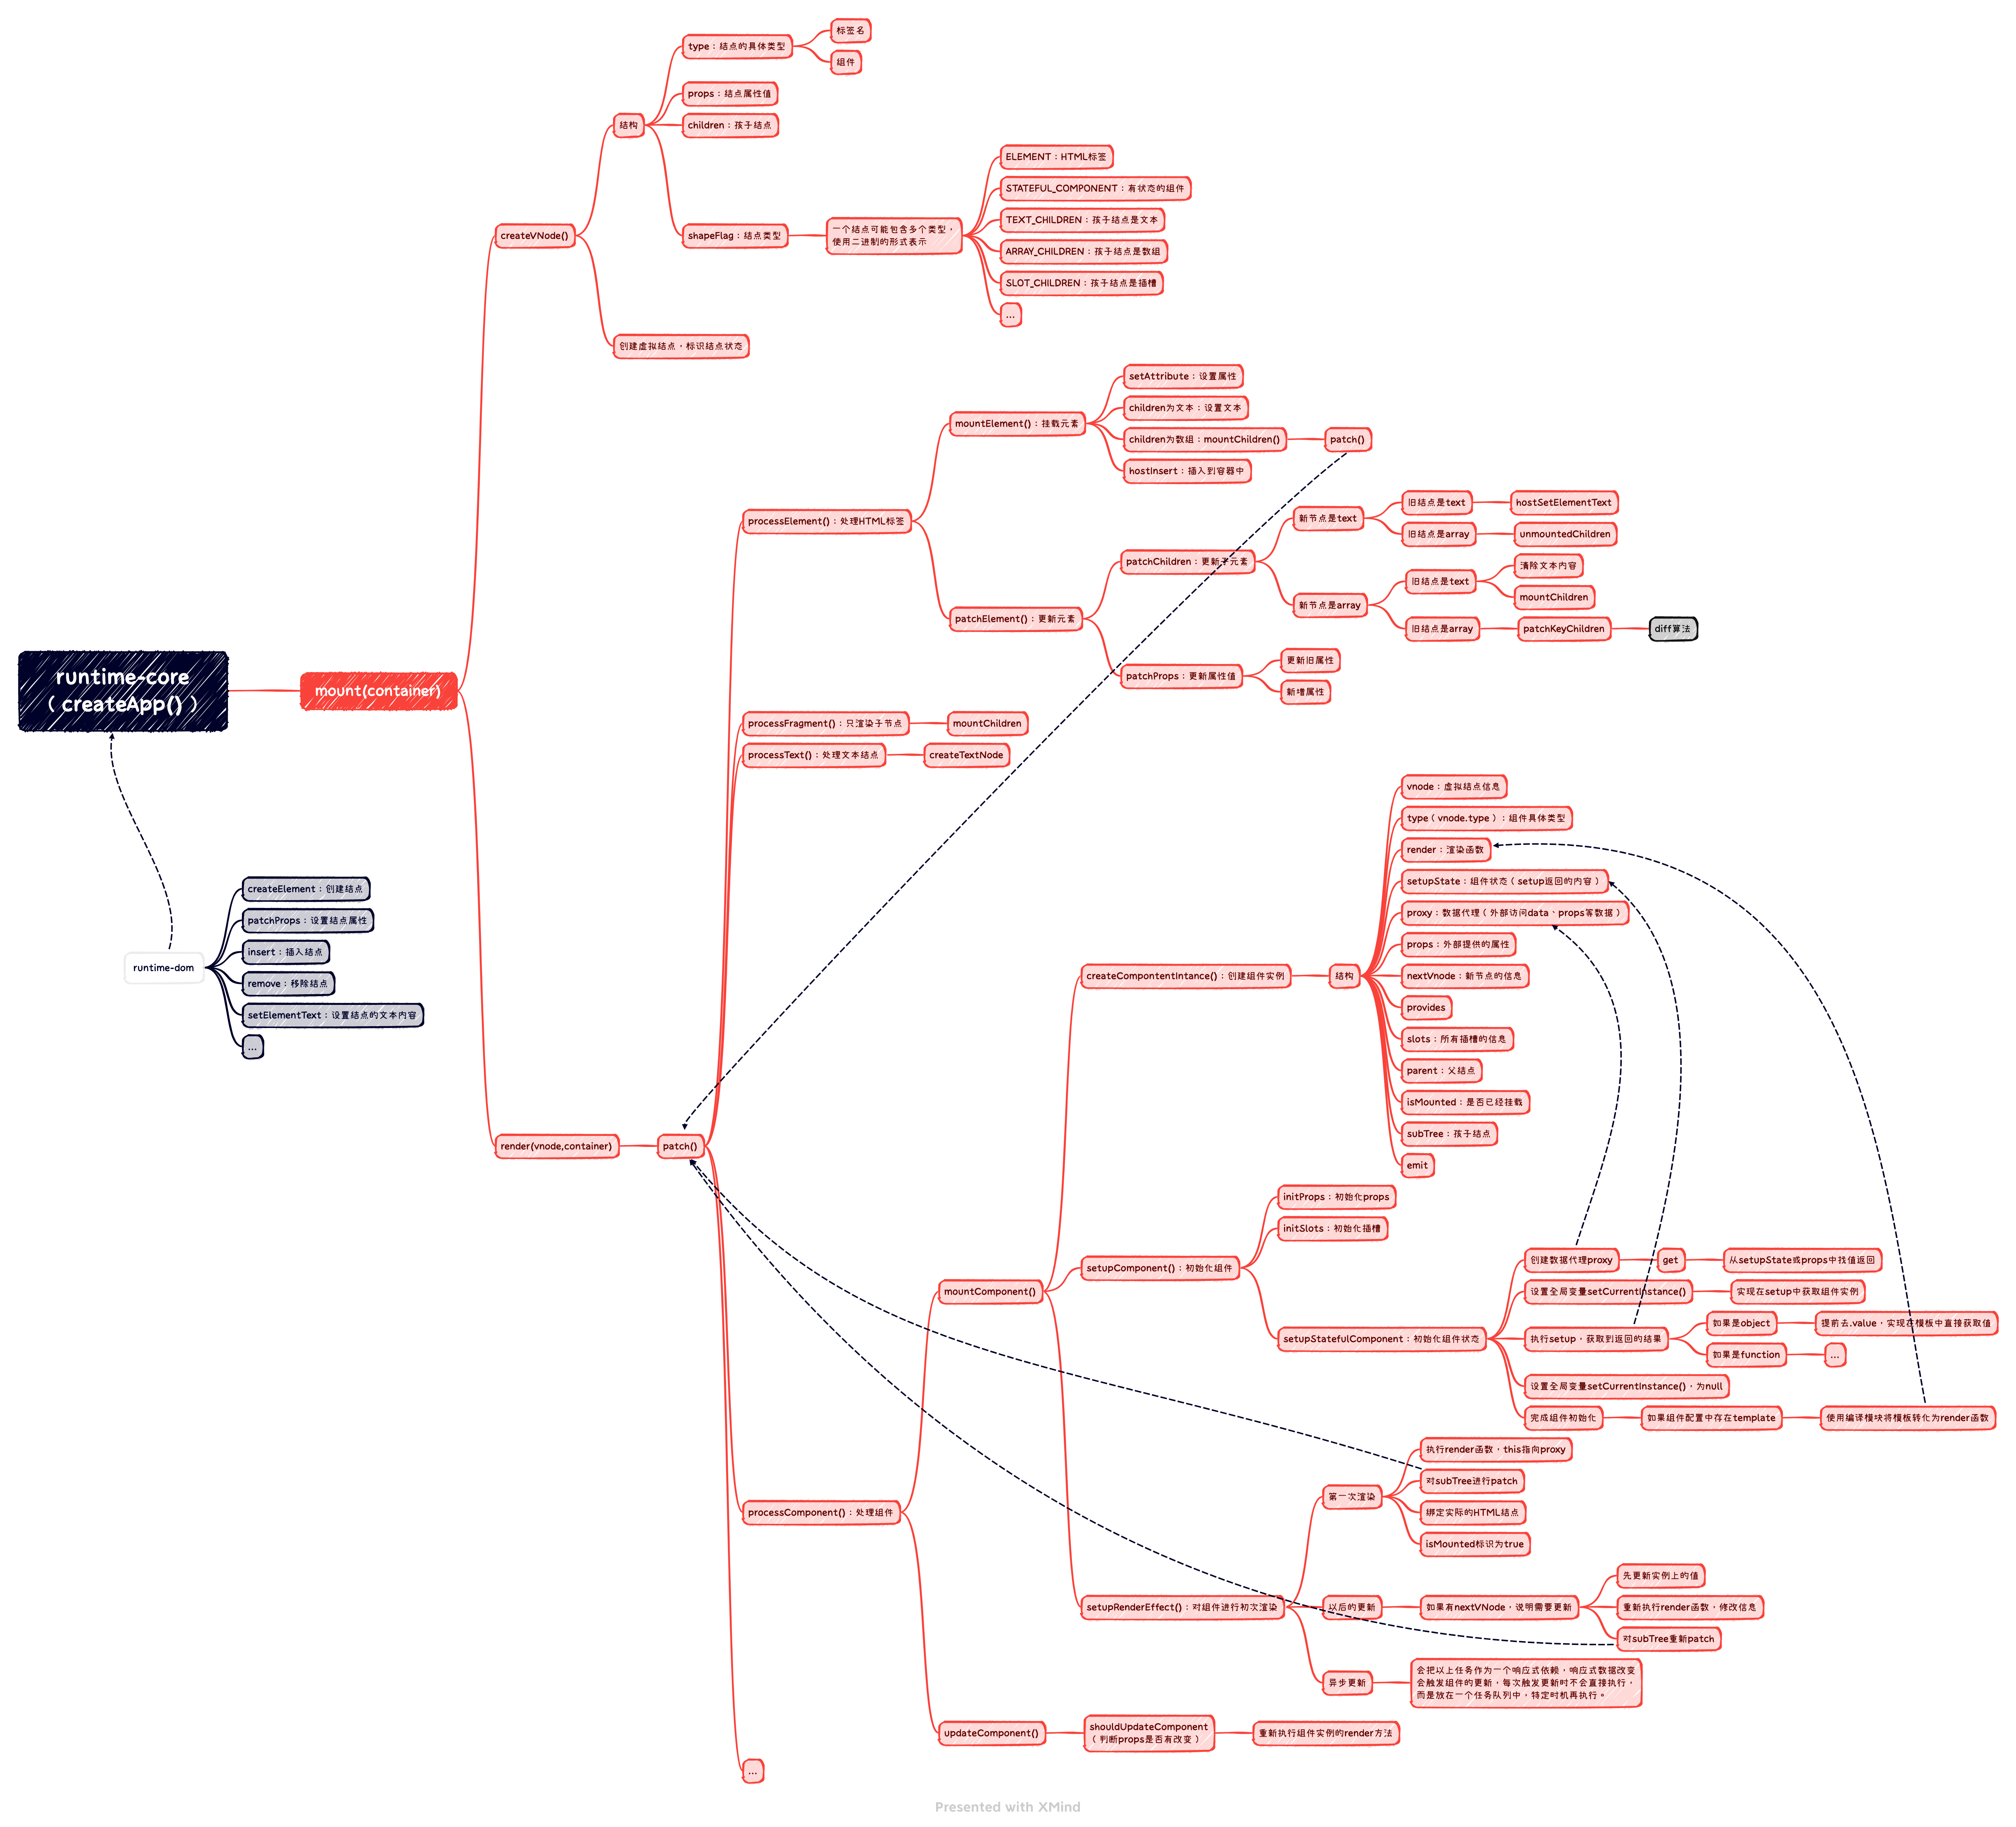 runtime-core
（createApp()）
mount(container)
createVNode()
结构
type：结点的具体类型
标签名
组件
props：结点属性值
children：孩子结点
shapeFlag：结点类型
一个结点可能包含多个类型，
使用二进制的形式表示
ELEMENT：HTML标签
STATEFUL_COMPONENT：有状态的组件
TEXT_CHILDREN：孩子结点是文本
ARRAY_CHILDREN：孩子结点是数组
SLOT_CHILDREN：孩子结点是插槽
...
创建虚拟结点，标识结点状态
render(vnode,container)
patch()
processElement()：处理HTML标签
mountElement()：挂载元素
setAttribute：设置属性
children为文本：设置文本
children为数组：mountChildren()
patch()
hostInsert：插入到容器中
patchElement()：更新元素
patchChildren：更新子元素
新节点是text
旧结点是text
hostSetElementText
旧结点是array
unmountedChildren
新节点是array
旧结点是text
清除文本内容
mountChildren
旧结点是array
patchKeyChildren
diff算法
patchProps：更新属性值
更新旧属性
新增属性
processFragment()：只渲染子节点
mountChildren
processText()：处理文本结点
createTextNode
processComponent()：处理组件
mountComponent()
createCompontentIntance()：创建组件实例
结构
vnode：虚拟结点信息
type（vnode.type）：组件具体类型
render：渲染函数
setupState：组件状态（setup返回的内容）
proxy：数据代理（外部访问data、props等数据）
props：外部提供的属性
nextVnode：新节点的信息
provides
slots：所有插槽的信息
parent：父结点
isMounted：是否已经挂载
subTree：孩子结点
emit
setupComponent()：初始化组件
initProps：初始化props
initSlots：初始化插槽
setupStatefulComponent：初始化组件状态
创建数据代理proxy
get
从setupState或props中找值返回
设置全局变量setCurrentInstance()
实现在setup中获取组件实例
执行setup，获取到返回的结果
如果是object
提前去.value，实现在模板中直接获取值
如果是function
...
设置全局变量setCurrentInstance()，为null
完成组件初始化
如果组件配置中存在template
使用编译模块将模板转化为render函数
setupRenderEffect()：对组件进行初次渲染
第一次渲染
执行render函数，this指向proxy
对subTree进行patch
绑定实际的HTML结点
isMounted标识为true
以后的更新
如果有nextVNode，说明需要更新
先更新实例上的值
重新执行render函数，修改信息
对subTree重新patch
异步更新
会把以上任务作为一个响应式依赖，响应式数据改变
会触发组件的更新，每次触发更新时不会直接执行，
而是放在一个任务队列中，特定时机再执行。
updateComponent()
shouldUpdateComponent
（判断props是否有改变）
重新执行组件实例的render方法
...
runtime-dom
createElement：创建结点
patchProps：设置结点属性
insert：插入结点
remove：移除结点
setElementText：设置结点的文本内容
...
Presented with XMind